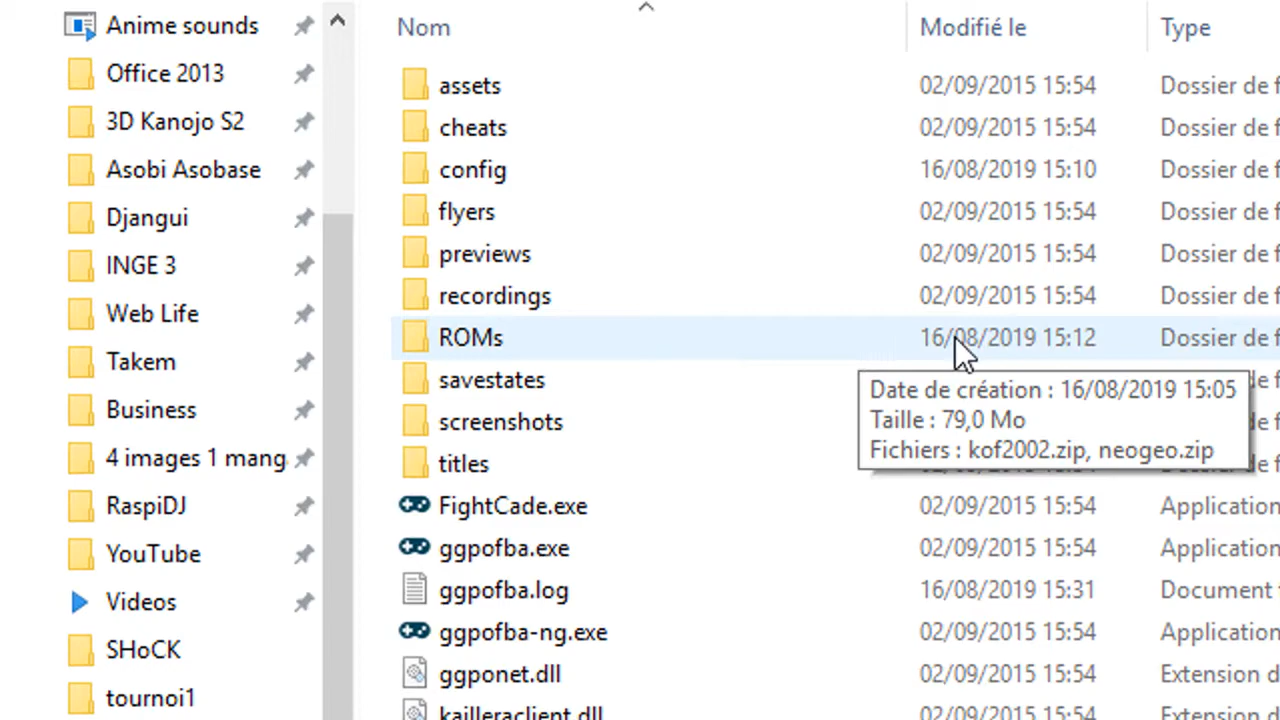 Anime sounds
Office 2013
3D Kanojo S2
Asobi Asobase
Djangui
INGE 3
Web Life
Takem
Business
4 images 1 mang
RaspiDJ
YouTube
Videos
SHoCK
tournoi1
Nom Modifié le Type
assets 02/09/2015 15:54 Dossier de f
cheats 02/09/2015 15:54 Dossier de f
config 16/08/2019 15:10 Dossier de f
flyers 02/09/2015 15:54 Dossier de f
previews 02/09/2015 15:54 Dossier de f
recordings 02/09/2015 15:54 Dossier de f
ROMs 16/08/2019 15:12 Dossier de f
savestates
screenshots
titles
Date de création : 16/08/2019 15:05
Taille : 79,0 Mo
Fichiers : kof2002.zip, neogeo.zip
FightCade.exe 02/09/2015 15:54 Application
ggpofba.exe 02/09/2015 15:54 Application
ggpofba.log 16/08/2019 15:31 Document
ggpofba-ng.exe 02/09/2015 15:54 Application
ggponet.dll 02/09/2015 15:54 Extension d
kailleraclient.dll 02/09/2015 15:54 Extension d